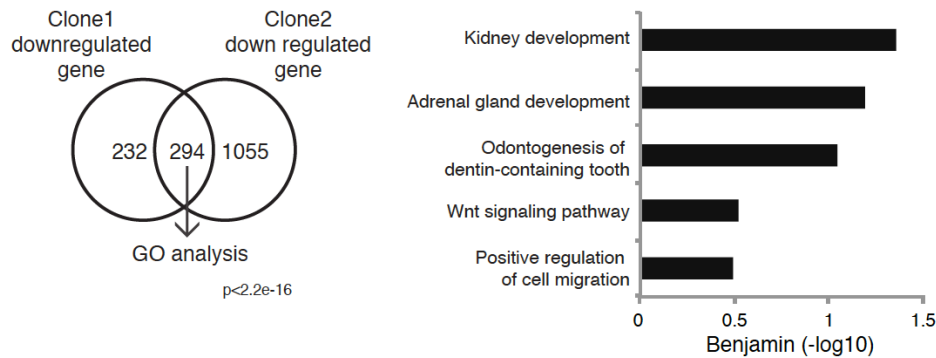 Clone1
downregulated
gene
Clone2
down regulated
gene
232
294
1055
GO analysis
p<2.2e-16
Kidney development
Adrenal gland development
Odontogenesis of
dentin-containing tooth
Wnt signaling pathway
Positive regulation
of cell migration
0 0.5 1 1.5
Benjamin (-log10)